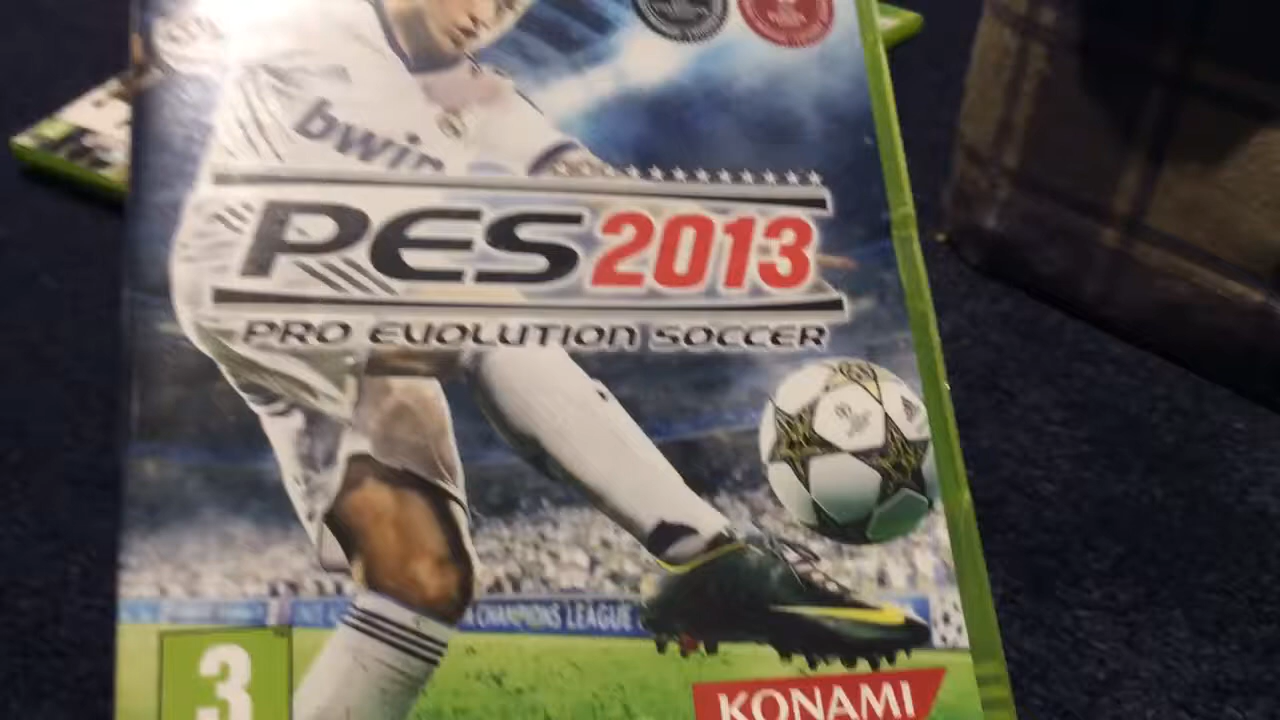 bwin
PES 2013
PRO EVOLUTION SOCCER
CHAMPIONS LEAGUE
3
KONAMI